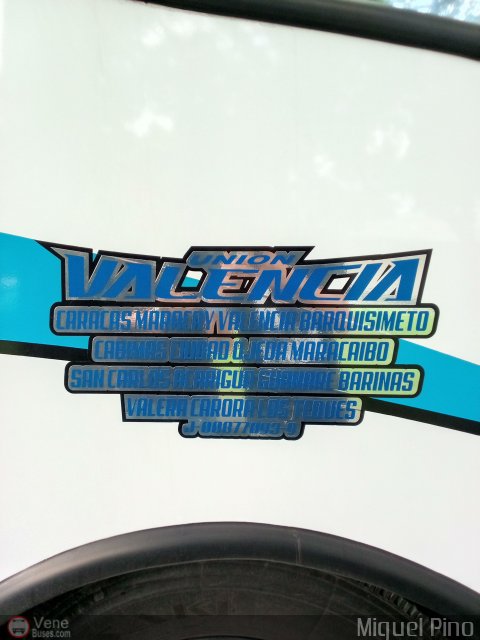 UNION
VALENCIA
CARACAS MARACAY VALENCIA BARQUISIMETO
CABIMAS CIUDAD OJEDA MARACAIBO
SAN CARLOS ACARIGUA GUANARE BARINAS
VALERA CARORA LOS TAQUES
Vene
Buses.com
Miguel Pino